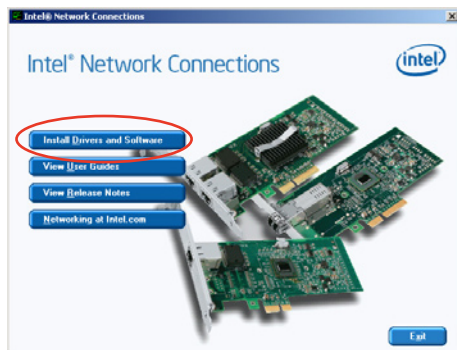 Intel® Network Connections
Intel® Network Connections
intel
Install Drivers and Software
View User Guides
View Release Notes
Networking at Intel.com
Exit